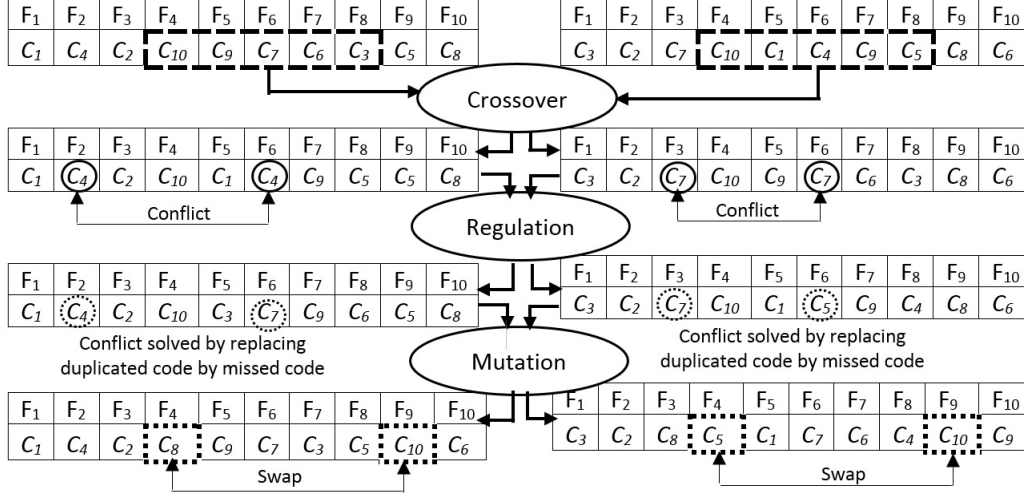 F1 F2 F3 F4 F5 F6 F7 F8 F9 F10
C1 C4 C2 C10 C9 C7 C6 C3 C5 C8
F1 F2 F3 F4 F5 F6 F7 F8 F9 F10
C3 C2 C7 C10 C1 C4 C9 C5 C8 C6
Crossover
F1 F2 F3 F4 F5 F6 F7 F8 F9 F10
C1 C4 C2 C10 C1 C4 C9 C5 C5 C8
Conflict
F1 F2 F3 F4 F5 F6 F7 F8 F9 F10
C3 C2 C7 C10 C9 C7 C6 C3 C8 C6
Conflict
Regulation
F1 F2 F3 F4 F5 F6 F7 F8 F9 F10
C1 C4 C2 C10 C3 C7 C9 C6 C5 C8
Conflict solved by replacing
duplicated code by missed code
F1 F2 F3 F4 F5 F6 F7 F8 F9 F10
C3 C2 C7 C10 C1 C5 C9 C4 C8 C6
Conflict solved by replacing
duplicated code by missed code
Mutation
F1 F2 F3 F4 F5 F6 F7 F8 F9 F10
C1 C4 C2 C8 C9 C7 C3 C5 C10 C6
Swap
F1 F2 F3 F4 F5 F6 F7 F8 F9 F10
C3 C2 C8 C5 C1 C7 C6 C4 C10 C9
Swap